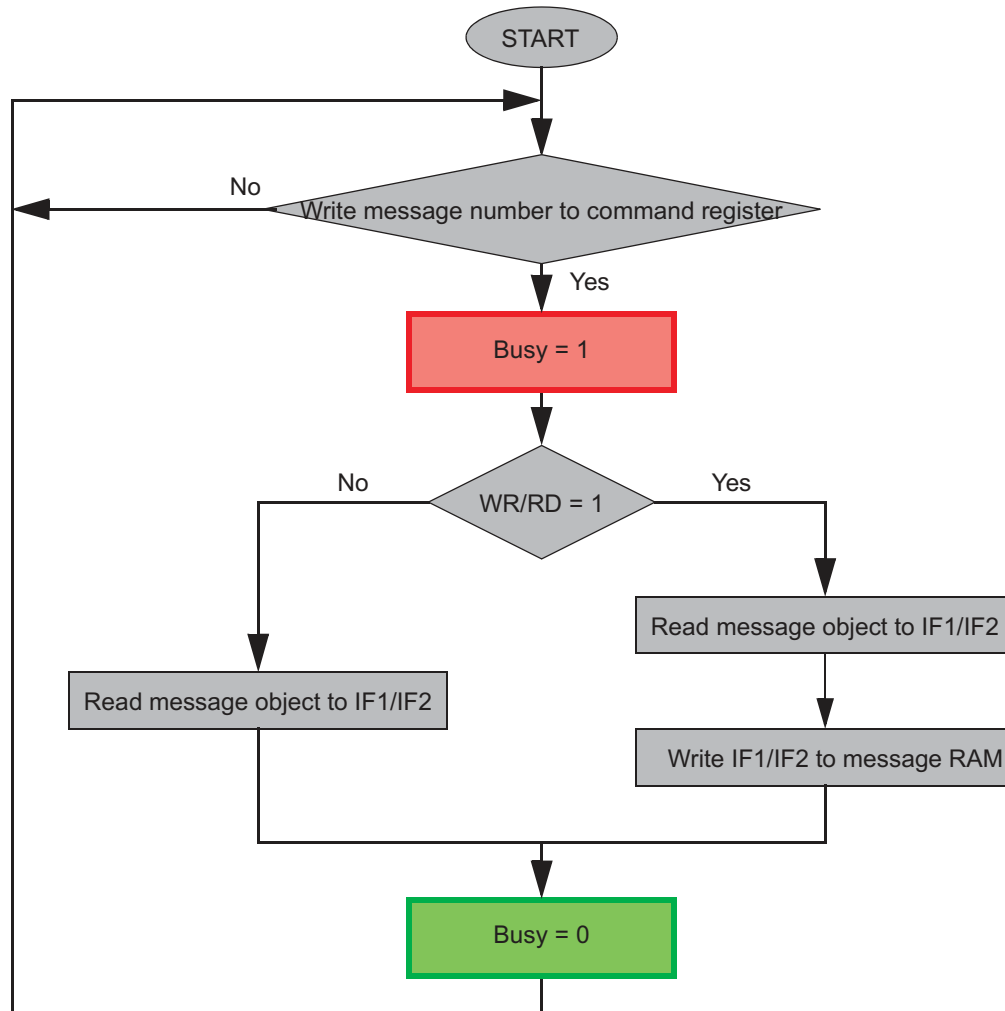 START
No
Write message number to command register
Yes
Busy = 1
No
Yes
WR/RD = 1
Read message object to IF1/IF2
Read message object to IF1/IF2
Write IF1/IF2 to message RAM
Busy = 0